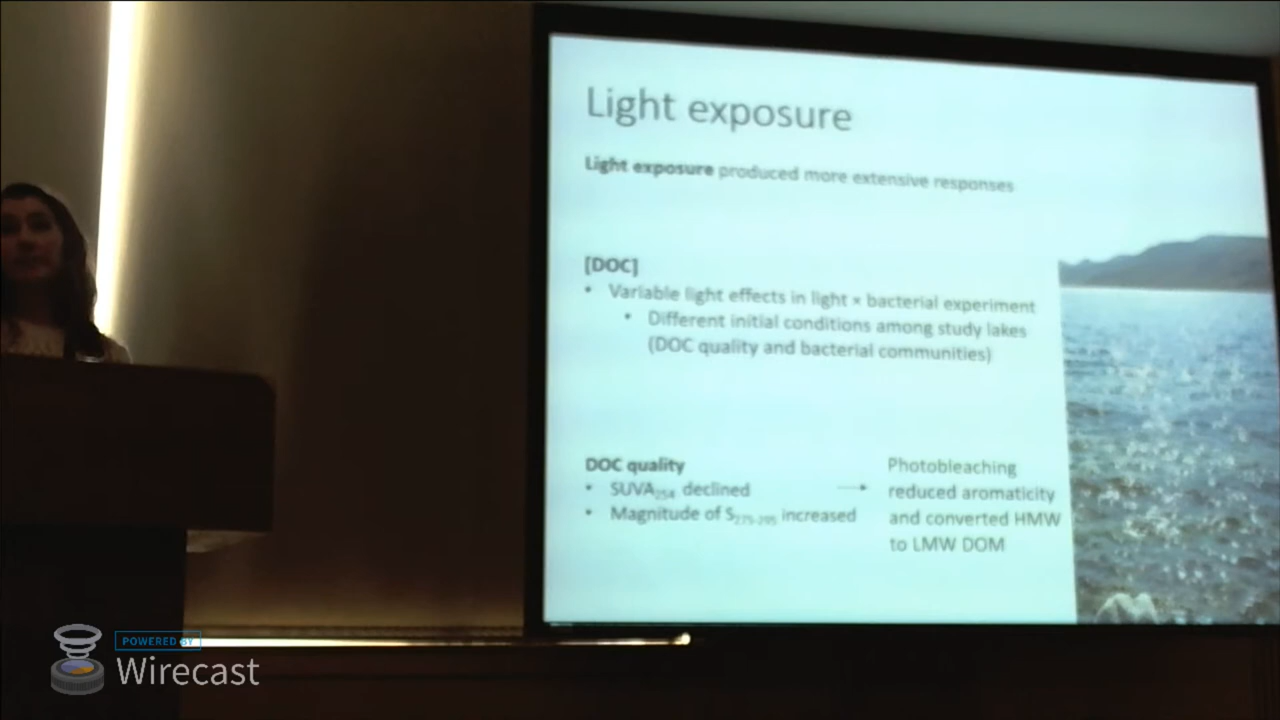 Light exposure
Light exposure produced more extensive responses
[DOC]
• Variable light effects in light × bacterial experiment
• Different initial conditions among study lakes
(DOC quality and bacterial communities)
DOC quality
• SUVA254 declined
• Magnitude of S275-295 increased
→
Photobleaching
reduced aromaticity
and converted HMW
to LMW DOM
POWERED BY
Wirecast